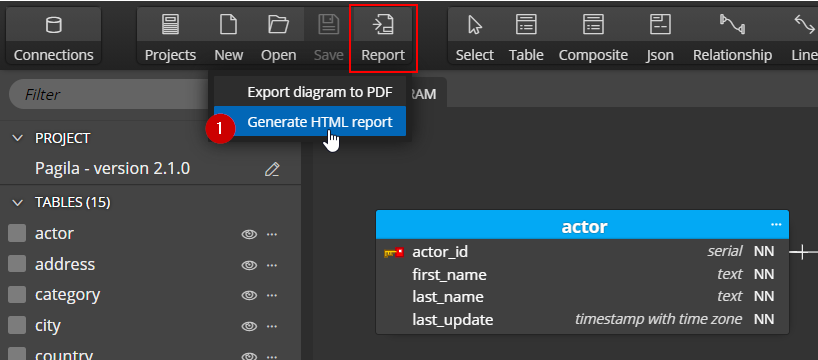 Connections
Projects New Open Save Report
Select Table Composite Json Relationship Line
Filter
Export diagram to PDF
Generate HTML report
1
RAM
PROJECT
Pagila - version 2.1.0
TABLES (15)
actor
address
category
city
country
actor
actor_id serial NN
first_name text NN
last_name text NN
last_update timestamp with time zone NN